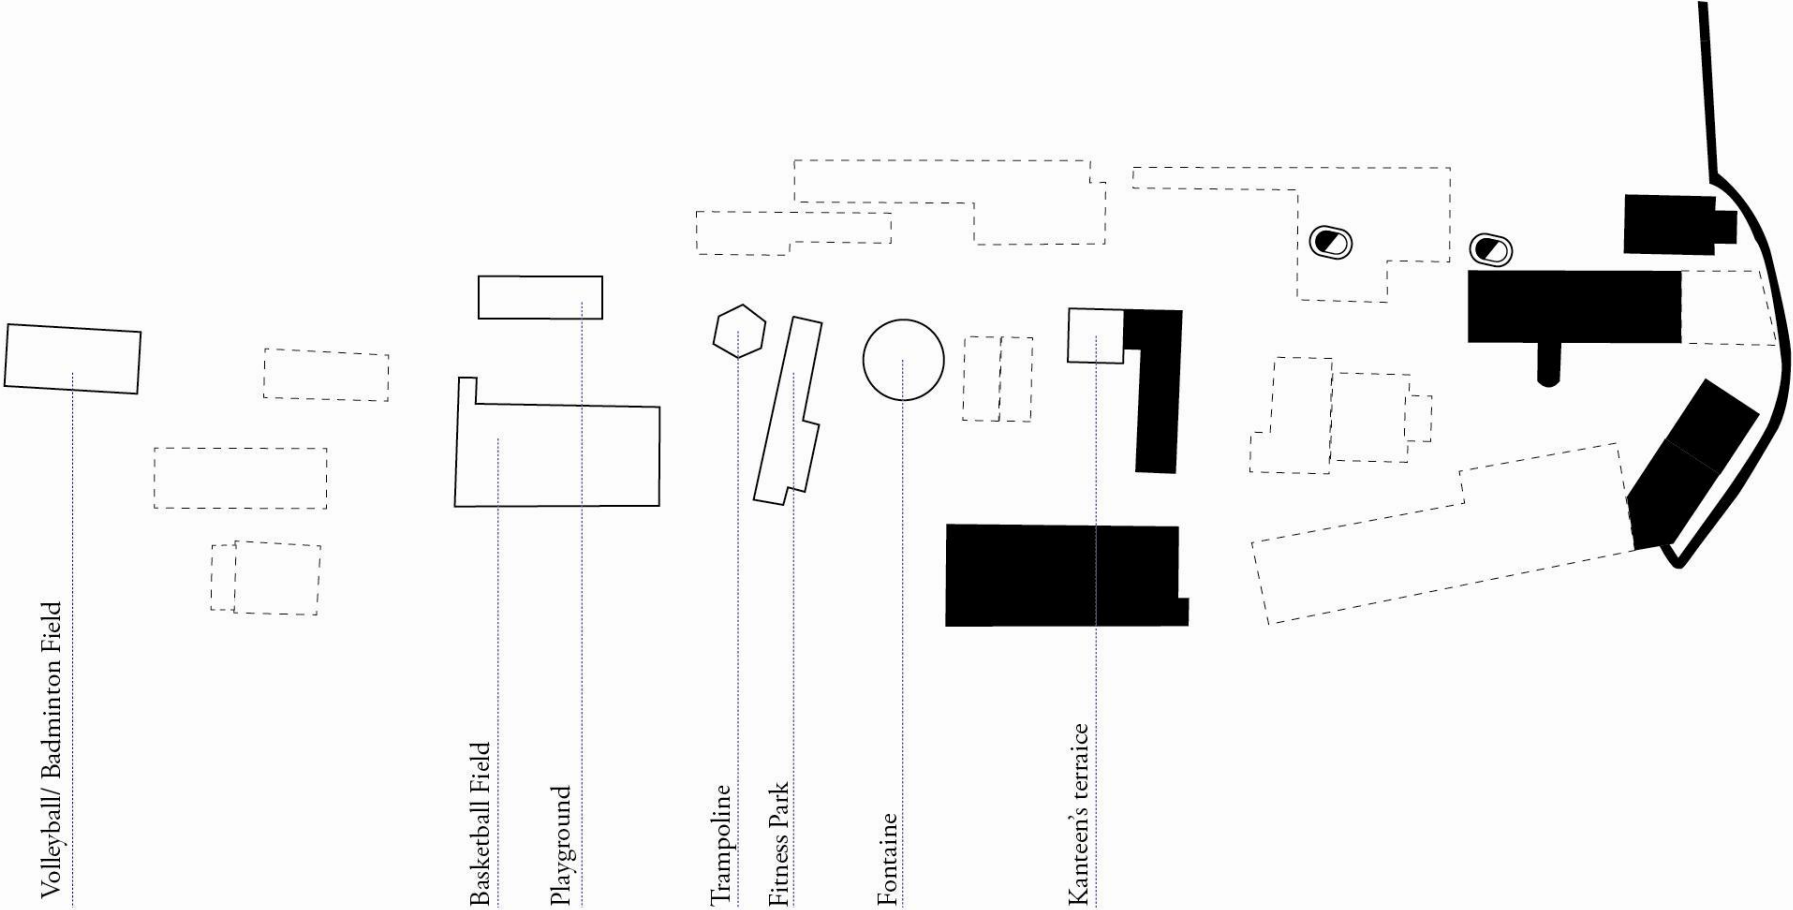 Volleyball/ Badminton Field
Basketball Field
Playground
Trampoline
Fitness Park
Fontaine
Kanteen's terraice